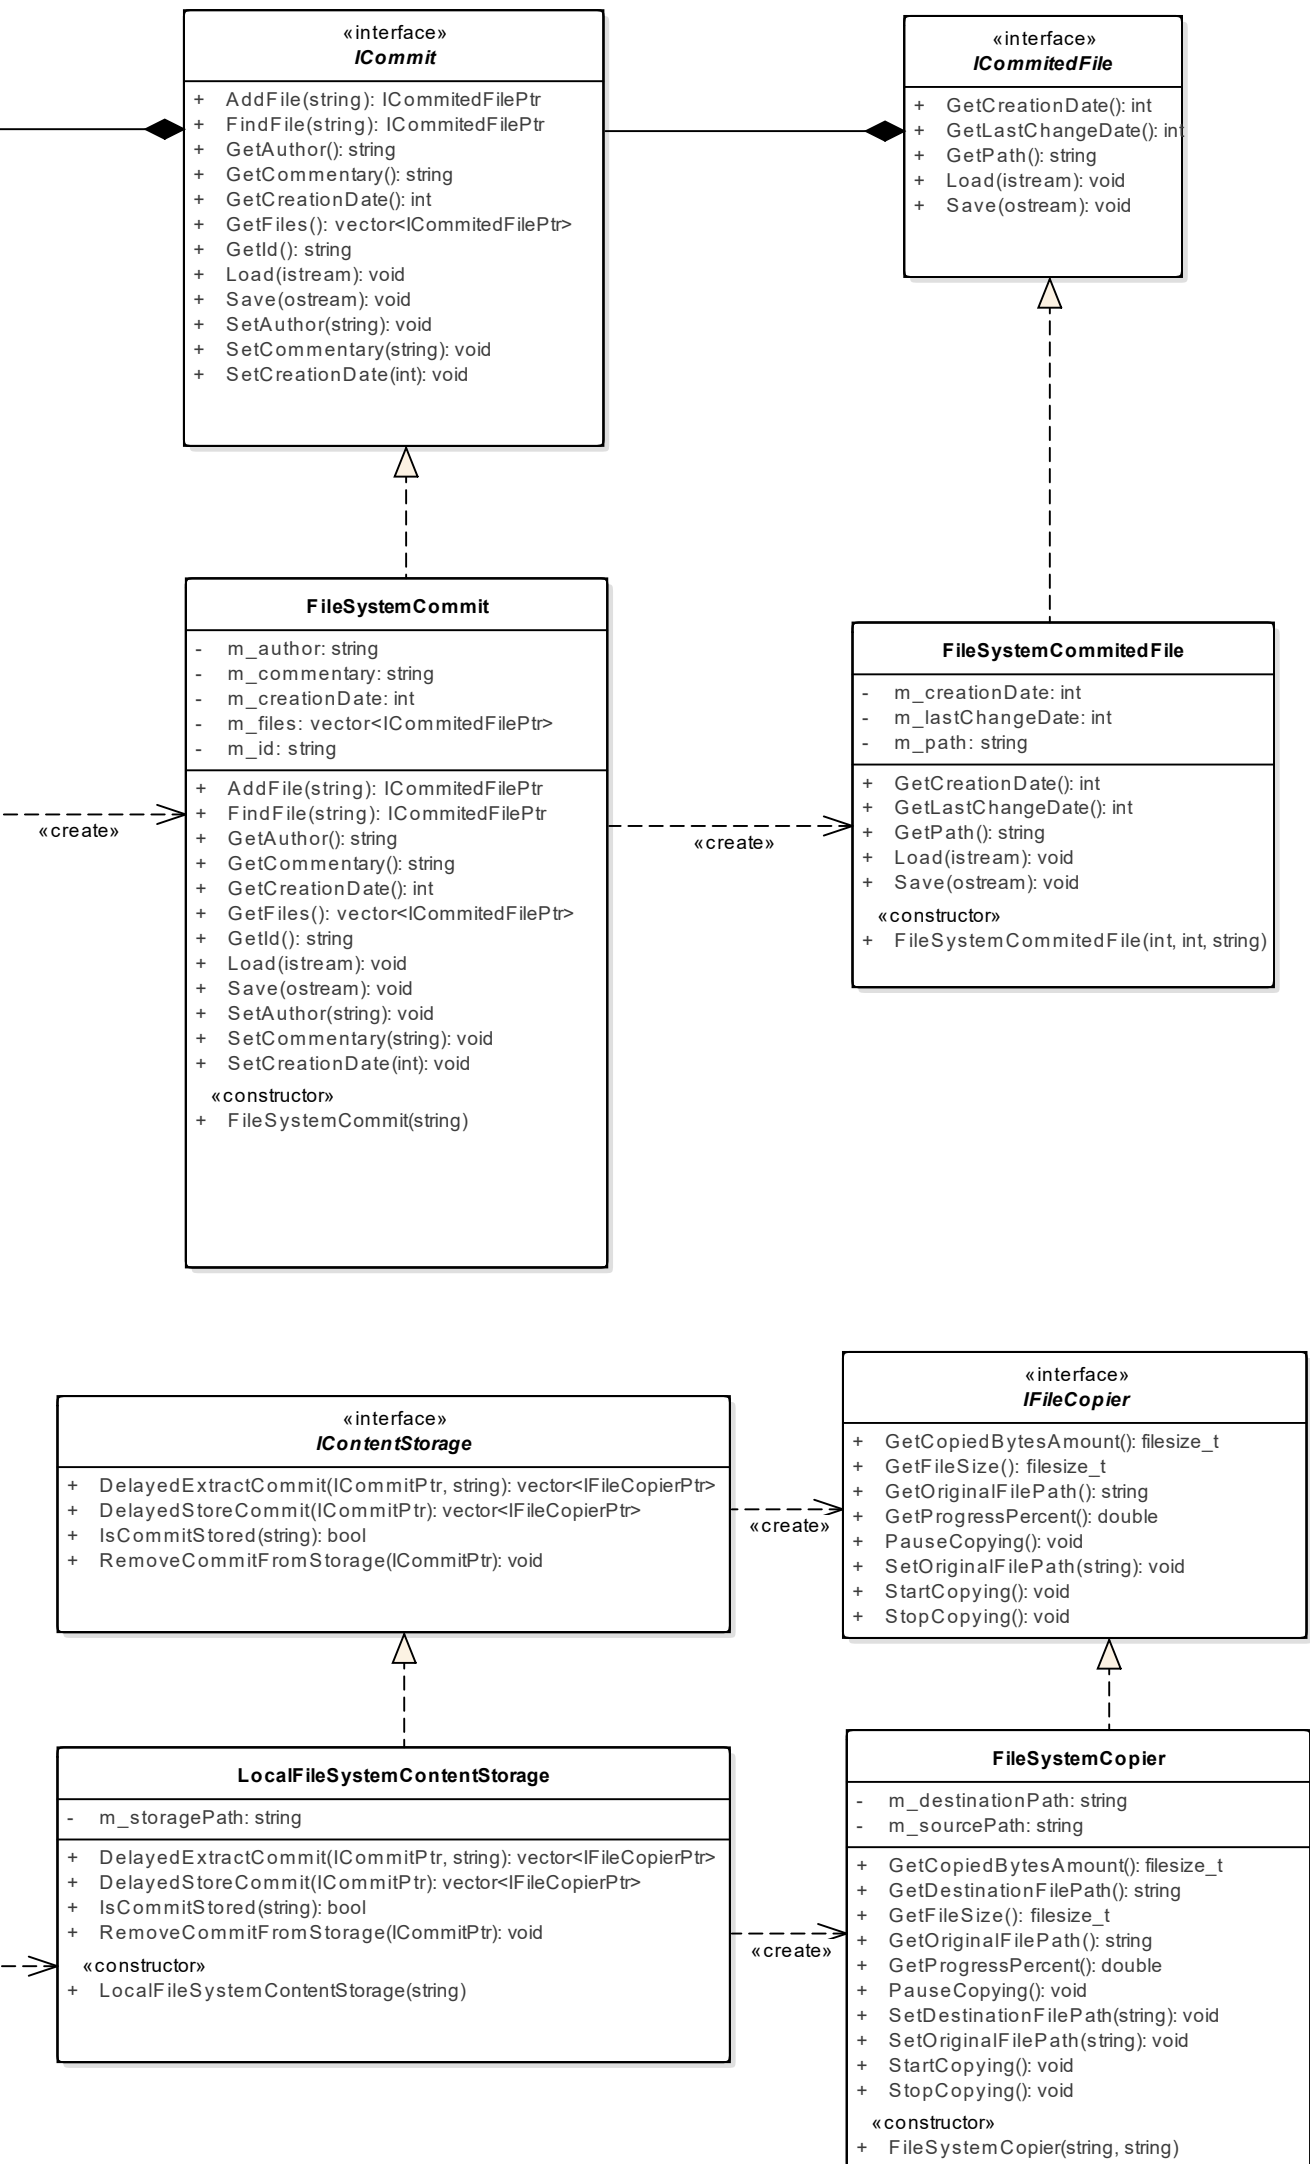 «interface»
ICommit
+ AddFile(string): ICommitedFilePtr
+ FindFile(string): ICommitedFilePtr
+ GetAuthor(): string
+ GetCommentary(): string
+ GetCreationDate(): int
+ GetFiles(): vector<ICommitedFilePtr>
+ GetId(): string
+ Load(istream): void
+ Save(ostream): void
+ SetAuthor(string): void
+ SetCommentary(string): void
+ SetCreationDate(int): void
«interface»
ICommitedFile
+ GetCreationDate(): int
+ GetLastChangeDate(): int
+ GetPath(): string
+ Load(istream): void
+ Save(ostream): void
«create»
FileSystemCommit
- m_author: string
- m_commentary: string
- m_creationDate: int
- m_files: vector<ICommitedFilePtr>
- m_id: string
+ AddFile(string): ICommitedFilePtr
+ FindFile(string): ICommitedFilePtr
+ GetAuthor(): string
+ GetCommentary(): string
+ GetCreationDate(): int
+ GetFiles(): vector<ICommitedFilePtr>
+ GetId(): string
+ Load(istream): void
+ Save(ostream): void
+ SetAuthor(string): void
+ SetCommentary(string): void
+ SetCreationDate(int): void
«constructor»
+ FileSystemCommit(string)
«create»
FileSystemCommitedFile
- m_creationDate: int
- m_lastChangeDate: int
- m_path: string
+ GetCreationDate(): int
+ GetLastChangeDate(): int
+ GetPath(): string
+ Load(istream): void
+ Save(ostream): void
«constructor»
+ FileSystemCommitedFile(int, int, string)
«interface»
IContentStorage
+ DelayedExtractCommit(ICommitPtr, string): vector<IFileCopierPtr>
+ DelayedStoreCommit(ICommitPtr): vector<IFileCopierPtr>
+ IsCommitStored(string): bool
+ RemoveCommitFromStorage(ICommitPtr): void
«create»
«interface»
IFileCopier
+ GetCopiedBytesAmount(): filesize_t
+ GetFileSize(): filesize_t
+ GetOriginalFilePath(): string
+ GetProgressPercent(): double
+ PauseCopying(): void
+ SetOriginalFilePath(string): void
+ StartCopying(): void
+ StopCopying(): void
LocalFileSystemContentStorage
- m_storagePath: string
+ DelayedExtractCommit(ICommitPtr, string): vector<IFileCopierPtr>
+ DelayedStoreCommit(ICommitPtr): vector<IFileCopierPtr>
+ IsCommitStored(string): bool
+ RemoveCommitFromStorage(ICommitPtr): void
«constructor»
+ LocalFileSystemContentStorage(string)
«create»
FileSystemCopier
- m_destinationPath: string
- m_sourcePath: string
+ GetCopiedBytesAmount(): filesize_t
+ GetDestinationFilePath(): string
+ GetFileSize(): filesize_t
+ GetOriginalFilePath(): string
+ GetProgressPercent(): double
+ PauseCopying(): void
+ SetDestinationFilePath(string): void
+ SetOriginalFilePath(string): void
+ StartCopying(): void
+ StopCopying(): void
«constructor»
+ FileSystemCopier(string, string)